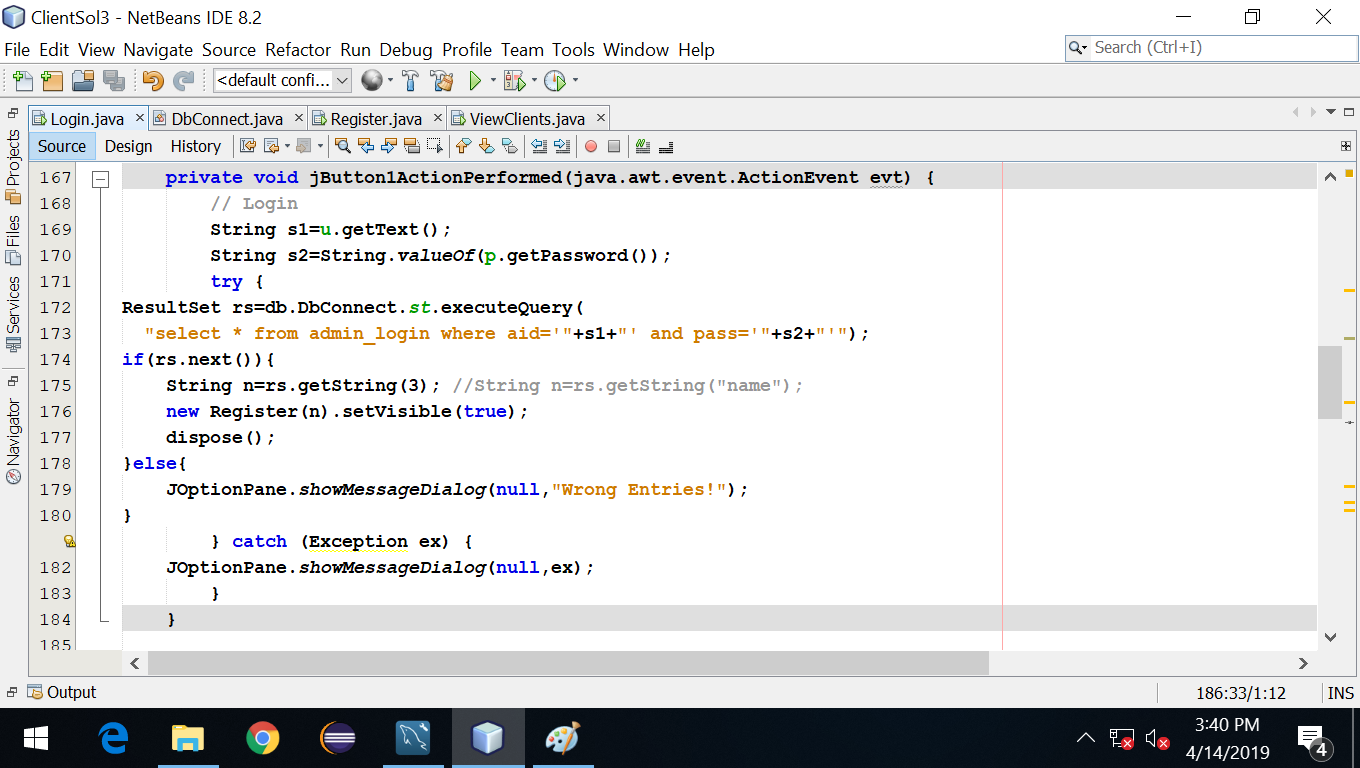 ClientSol3 - NetBeans IDE 8.2
File Edit View Navigate Source Refactor Run Debug Profile Team Tools Window Help
Search (Ctrl+I)
<default confi...
Login.java DbConnect.java Register.java ViewClients.java
Source Design History
Projects
Files
Services
Navigator
167 private void jButton1ActionPerformed(java.awt.event.ActionEvent evt) {
168 // Login
169 String s1=u.getText();
170 String s2=String.valueOf(p.getPassword());
171 try {
172 ResultSet rs=db.DbConnect.st.executeQuery(
173 "select * from admin_login where aid='"+s1+"' and pass='"+s2+"'");
174 if(rs.next()){
175 String n=rs.getString(3); //String n=rs.getString("name");
176 new Register(n).setVisible(true);
177 dispose();
178 }else{
179 JOptionPane.showMessageDialog(null,"Wrong Entries!");
180 }
} catch (Exception ex) {
182 JOptionPane.showMessageDialog(null,ex);
183 }
184 }
185
Output
186:33/1:12 INS
3:40 PM
4/14/2019
4